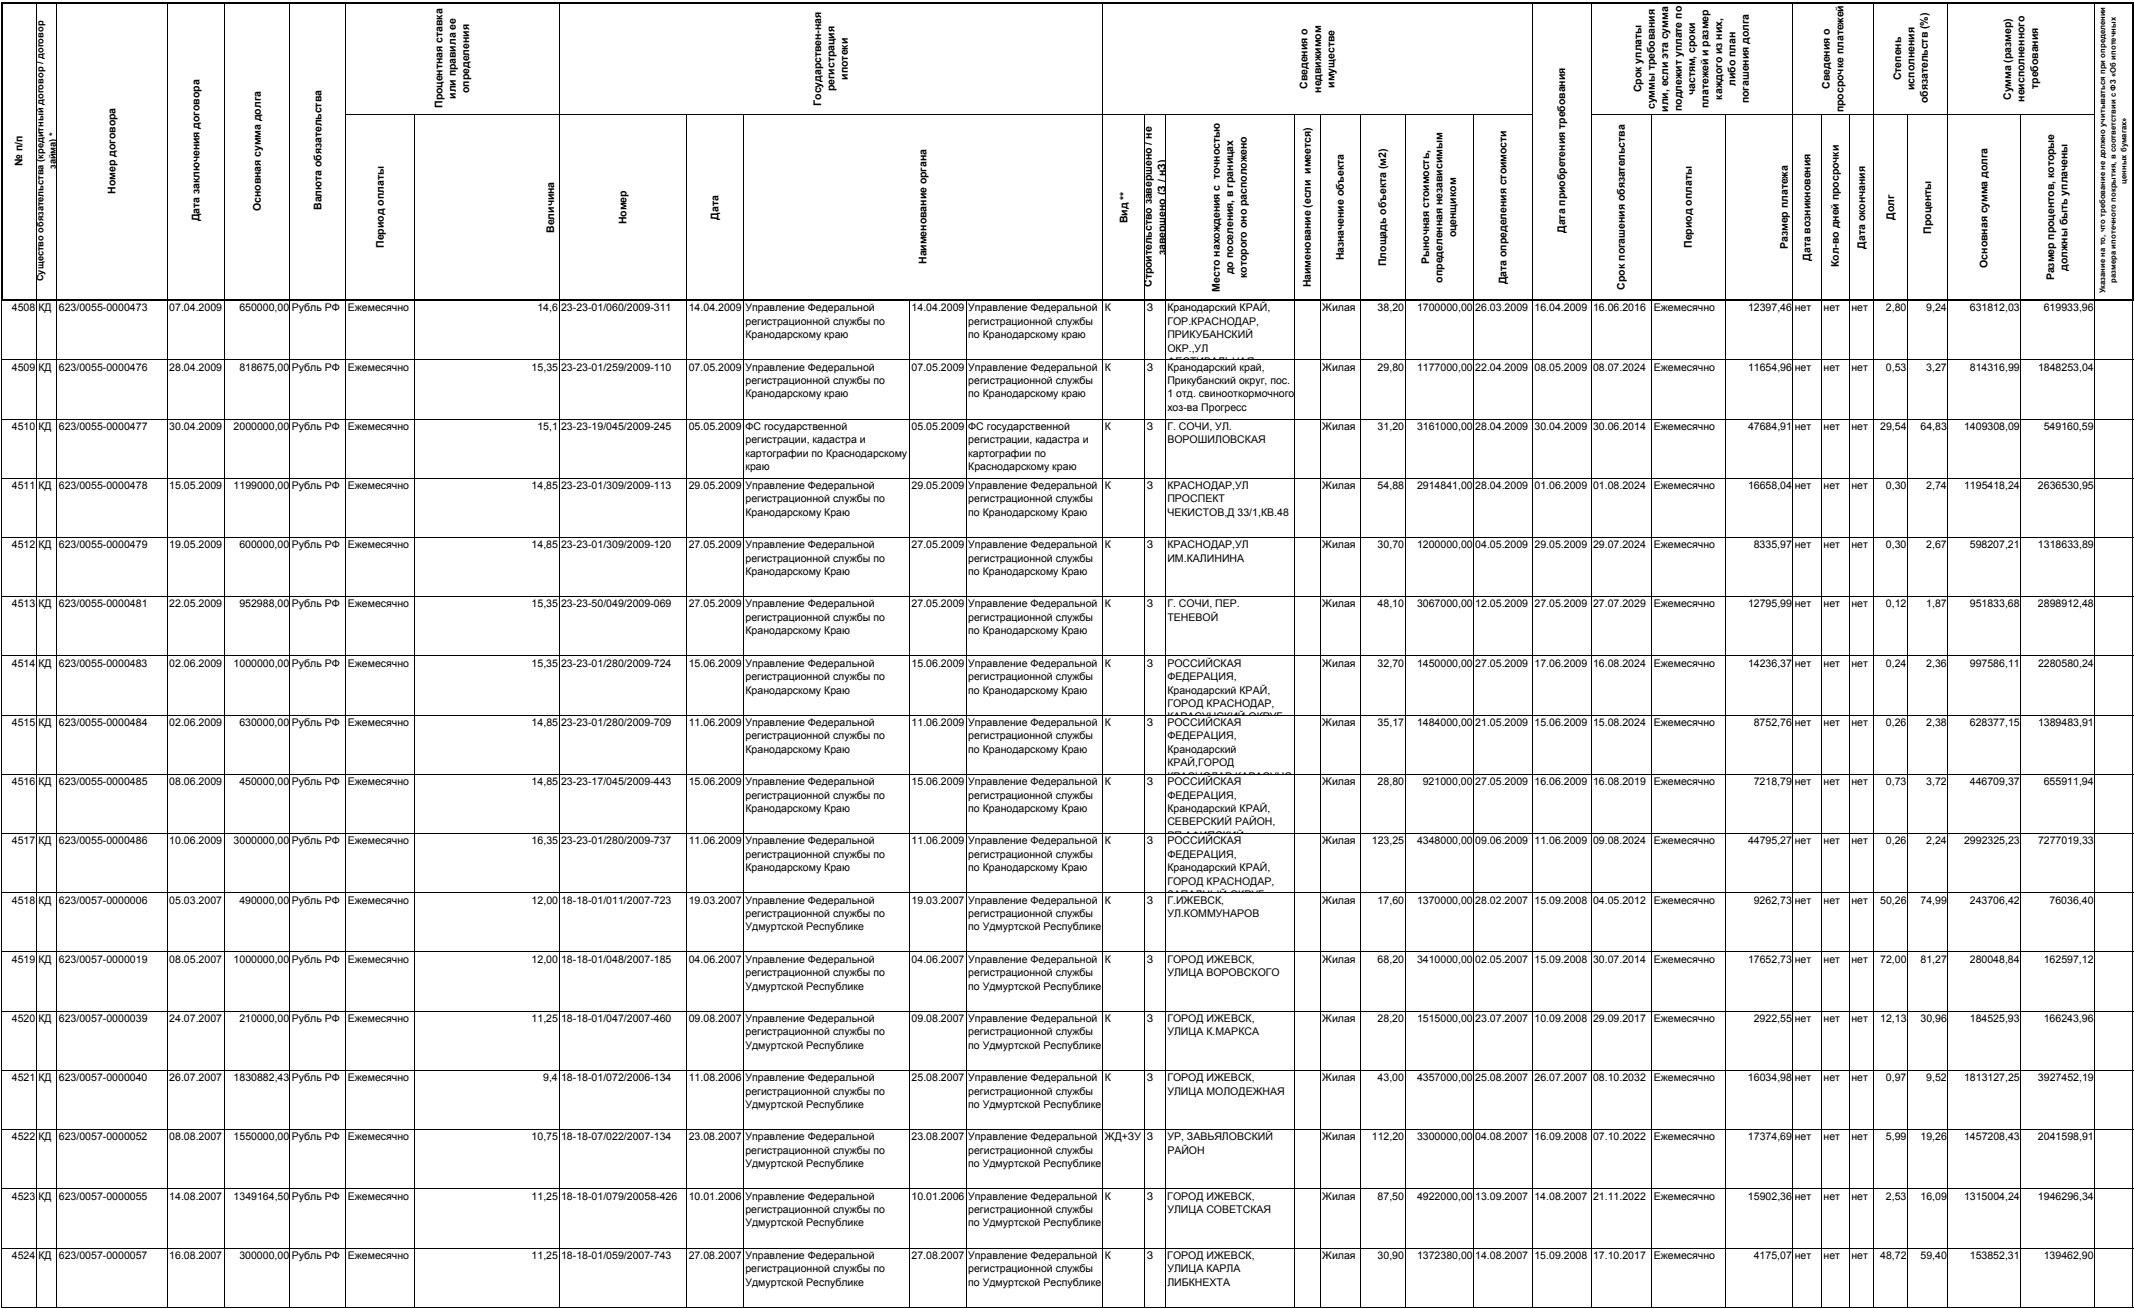 № п/п
Существо обязательства (кредитный договор / договор займа) *
Номер договора
Дата заключения договора
Основная сумма долга
Валюта обязательства
Процентная ставка или правила ее определения
Период оплаты
Величина
Государствен-ная регистрация ипотеки
Номер
Дата
Наименование органа
Сведения о недвижимом имуществе
Вид **
Строительство завершено / не завершено (З / нЗ)
Место нахождения с точностью до поселения, в границах которого оно расположено
Наименование (если имеется)
Назначение объекта
Площадь объекта (м2)
Рыночная стоимость, определенная независимым оценщиком
Дата определения стоимости
Дата приобретения требования
Срок уплаты суммы требования или, если эта сумма подлежит уплате по частям, сроки платежей и размер каждого из них, либо план погашения долга
Срок погашения обязательства
Период оплаты
Размер платежа
Сведения о просрочке платежей
Дата возникновения
Кол-во дней просрочки
Дата окончания
Степень исполнения обязательств (%)
Долг
Проценты
Сумма (размер) неисполненного требования
Основная сумма долга
Размер процентов, которые должны быть уплачены
Указание на то, что требование не должно учитываться при определении размера ипотечного покрытия, в соответствии с ФЗ «Об ипотечных ценных бумагах»
4508 КД 623/0055-0000473 07.04.2009 650000,00 Рубль РФ Ежемесячно 14,6 23-23-01/060/2009-311 14.04.2009 Управление Федеральной регистрационной службы по Кранодарскому краю 14.04.2009 Управление Федеральной регистрационной службы по Кранодарскому краю К З Кранодарский КРАЙ, ГОР.КРАСНОДАР, ПРИКУБАНСКИЙ ОКР.,УЛ Жилая 38,20 1700000,00 26.03.2009 16.04.2009 16.06.2016 Ежемесячно 12397,46 нет нет нет 2,80 9,24 631812,03 619933,96
4509 КД 623/0055-0000476 28.04.2009 818675,00 Рубль РФ Ежемесячно 15,35 23-23-01/259/2009-110 07.05.2009 Управление Федеральной регистрационной службы по Кранодарскому краю 07.05.2009 Управление Федеральной регистрационной службы по Кранодарскому краю К З Кранодарский край, Прикубанский округ, пос. 1 отд. свинооткормочного хоз-ва Прогресс Жилая 29,80 1177000,00 22.04.2009 08.05.2009 08.07.2024 Ежемесячно 11654,96 нет нет нет 0,53 3,27 814316,99 1848253,04
4510 КД 623/0055-0000477 30.04.2009 2000000,00 Рубль РФ Ежемесячно 15,1 23-23-19/045/2009-245 05.05.2009 ФС государственной регистрации, кадастра и картографии по Краснодарскому краю 05.05.2009 ФС государственной регистрации, кадастра и картографии по Краснодарскому краю К З Г. СОЧИ, УЛ. ВОРОШИЛОВСКАЯ Жилая 31,20 3161000,00 28.04.2009 30.04.2009 30.06.2014 Ежемесячно 47684,91 нет нет нет 29,54 64,83 1409308,09 549160,59
4511 КД 623/0055-0000478 15.05.2009 1199000,00 Рубль РФ Ежемесячно 14,85 23-23-01/309/2009-113 29.05.2009 Управление Федеральной регистрационной службы по Кранодарскому Краю 29.05.2009 Управление Федеральной регистрационной службы по Кранодарскому Краю К З КРАСНОДАР,УЛ ПРОСПЕКТ ЧЕКИСТОВ,Д 33/1,КВ.48 Жилая 54,88 2914841,00 28.04.2009 01.06.2009 01.08.2024 Ежемесячно 16658,04 нет нет нет 0,30 2,74 1195418,24 2636530,95
4512 КД 623/0055-0000479 19.05.2009 600000,00 Рубль РФ Ежемесячно 14,85 23-23-01/309/2009-120 27.05.2009 Управление Федеральной регистрационной службы по Кранодарскому Краю 27.05.2009 Управление Федеральной регистрационной службы по Кранодарскому Краю К З КРАСНОДАР,УЛ ИМ.КАЛИНИНА Жилая 30,70 1200000,00 04.05.2009 29.05.2009 29.07.2024 Ежемесячно 8335,97 нет нет нет 0,30 2,67 598207,21 1318633,89
4513 КД 623/0055-0000481 22.05.2009 952988,00 Рубль РФ Ежемесячно 15,35 23-23-50/049/2009-069 27.05.2009 Управление Федеральной регистрационной службы по Кранодарскому Краю 27.05.2009 Управление Федеральной регистрационной службы по Кранодарскому Краю К З Г. СОЧИ, ПЕР. ТЕНЕВОЙ Жилая 48,10 3067000,00 12.05.2009 27.05.2009 27.07.2029 Ежемесячно 12795,99 нет нет нет 0,12 1,87 951833,68 2898912,48
4514 КД 623/0055-0000483 02.06.2009 1000000,00 Рубль РФ Ежемесячно 15,35 23-23-01/280/2009-724 15.06.2009 Управление Федеральной регистрационной службы по Кранодарскому Краю 15.06.2009 Управление Федеральной регистрационной службы по Кранодарскому Краю К З РОССИЙСКАЯ ФЕДЕРАЦИЯ, Кранодарский КРАЙ, ГОРОД КРАСНОДАР, Жилая 32,70 1450000,00 27.05.2009 17.06.2009 16.08.2024 Ежемесячно 14236,37 нет нет нет 0,24 2,36 997586,11 2280580,24
4515 КД 623/0055-0000484 02.06.2009 630000,00 Рубль РФ Ежемесячно 14,85 23-23-01/280/2009-709 11.06.2009 Управление Федеральной регистрационной службы по Кранодарскому Краю 11.06.2009 Управление Федеральной регистрационной службы по Кранодарскому Краю К З РОССИЙСКАЯ ФЕДЕРАЦИЯ, Кранодарский КРАЙ,ГОРОД Жилая 35,17 1484000,00 21.05.2009 15.06.2009 15.08.2024 Ежемесячно 8752,76 нет нет нет 0,26 2,38 628377,15 1389483,91
4516 КД 623/0055-0000485 08.06.2009 450000,00 Рубль РФ Ежемесячно 14,85 23-23-17/045/2009-443 15.06.2009 Управление Федеральной регистрационной службы по Кранодарскому Краю 15.06.2009 Управление Федеральной регистрационной службы по Кранодарскому Краю К З РОССИЙСКАЯ ФЕДЕРАЦИЯ, Кранодарский КРАЙ, СЕВЕРСКИЙ РАЙОН, Жилая 28,80 921000,00 27.05.2009 16.06.2009 16.08.2019 Ежемесячно 7218,79 нет нет нет 0,73 3,72 446709,37 655911,94
4517 КД 623/0055-0000486 10.06.2009 3000000,00 Рубль РФ Ежемесячно 16,35 23-23-01/280/2009-737 11.06.2009 Управление Федеральной регистрационной службы по Кранодарскому Краю 11.06.2009 Управление Федеральной регистрационной службы по Кранодарскому Краю К З РОССИЙСКАЯ ФЕДЕРАЦИЯ, Кранодарский КРАЙ, ГОРОД КРАСНОДАР, Жилая 123,25 4348000,00 09.06.2009 11.06.2009 09.08.2024 Ежемесячно 44795,27 нет нет нет 0,26 2,24 2992325,23 7277019,33
4518 КД 623/0057-0000006 05.03.2007 490000,00 Рубль РФ Ежемесячно 12,00 18-18-01/011/2007-723 19.03.2007 Управление Федеральной регистрационной службы по Удмуртской Республике 19.03.2007 Управление Федеральной регистрационной службы по Удмуртской Республике К З Г.ИЖЕВСК, УЛ.КОММУНАРОВ Жилая 17,60 1370000,00 28.02.2007 15.09.2008 04.05.2012 Ежемесячно 9262,73 нет нет нет 50,26 74,99 243706,42 76036,40
4519 КД 623/0057-0000019 08.05.2007 1000000,00 Рубль РФ Ежемесячно 12,00 18-18-01/048/2007-185 04.06.2007 Управление Федеральной регистрационной службы по Удмуртской Республике 04.06.2007 Управление Федеральной регистрационной службы по Удмуртской Республике К З ГОРОД ИЖЕВСК, УЛИЦА ВОРОВСКОГО Жилая 68,20 3410000,00 02.05.2007 15.09.2008 30.07.2014 Ежемесячно 17652,73 нет нет нет 72,00 81,27 280048,84 162597,12
4520 КД 623/0057-0000039 24.07.2007 210000,00 Рубль РФ Ежемесячно 11,25 18-18-01/047/2007-460 09.08.2007 Управление Федеральной регистрационной службы по Удмуртской Республике 09.08.2007 Управление Федеральной регистрационной службы по Удмуртской Республике К З ГОРОД ИЖЕВСК, УЛИЦА К.МАРКСА Жилая 28,20 1515000,00 23.07.2007 10.09.2008 29.09.2017 Ежемесячно 2922,55 нет нет нет 12,13 30,96 184525,93 166243,96
4521 КД 623/0057-0000040 26.07.2007 1830882,43 Рубль РФ Ежемесячно 9,4 18-18-01/072/2006-134 11.08.2006 Управление Федеральной регистрационной службы по Удмуртской Республике 25.08.2007 Управление Федеральной регистрационной службы по Удмуртской Республике К З ГОРОД ИЖЕВСК, УЛИЦА МОЛОДЕЖНАЯ Жилая 43,00 4357000,00 25.08.2007 26.07.2007 08.10.2032 Ежемесячно 16034,98 нет нет нет 0,97 9,52 1813127,25 3927452,19
4522 КД 623/0057-0000052 08.08.2007 1550000,00 Рубль РФ Ежемесячно 10,75 18-18-07/022/2007-134 23.08.2007 Управление Федеральной регистрационной службы по Удмуртской Республике 23.08.2007 Управление Федеральной регистрационной службы по Удмуртской Республике ЖД+ЗУ З УР, ЗАВЬЯЛОВСКИЙ РАЙОН Жилая 112,20 3300000,00 04.08.2007 16.09.2008 07.10.2022 Ежемесячно 17374,69 нет нет нет 5,99 19,26 1457208,43 2041598,91
4523 КД 623/0057-0000055 14.08.2007 1349164,50 Рубль РФ Ежемесячно 11,25 18-18-01/079/20058-426 10.01.2006 Управление Федеральной регистрационной службы по Удмуртской Республике 10.01.2006 Управление Федеральной регистрационной службы по Удмуртской Республике К З ГОРОД ИЖЕВСК, УЛИЦА СОВЕТСКАЯ Жилая 87,50 4922000,00 13.09.2007 14.08.2007 21.11.2022 Ежемесячно 15902,36 нет нет нет 2,53 16,09 1315004,24 1946296,34
4524 КД 623/0057-0000057 16.08.2007 300000,00 Рубль РФ Ежемесячно 11,25 18-18-01/059/2007-743 27.08.2007 Управление Федеральной регистрационной службы по Удмуртской Республике 27.08.2007 Управление Федеральной регистрационной службы по Удмуртской Республике К З ГОРОД ИЖЕВСК, УЛИЦА КАРЛА ЛИБКНЕХТА Жилая 30,90 1372380,00 14.08.2007 15.09.2008 17.10.2017 Ежемесячно 4175,07 нет нет нет 48,72 59,40 153852,31 139462,90